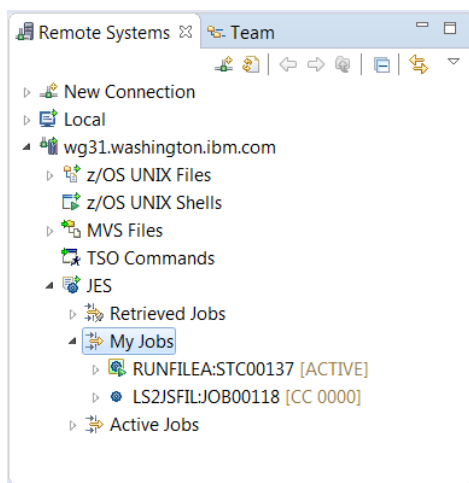 Remote Systems Team
New Connection
Local
wg31.washington.ibm.com
z/OS UNIX Files
z/OS UNIX Shells
MVS Files
TSO Commands
JES
Retrieved Jobs
My Jobs
RUNFILEA:STC00137 [ACTIVE]
LS2JSFIL:JOB00118 [CC 0000]
Active Jobs